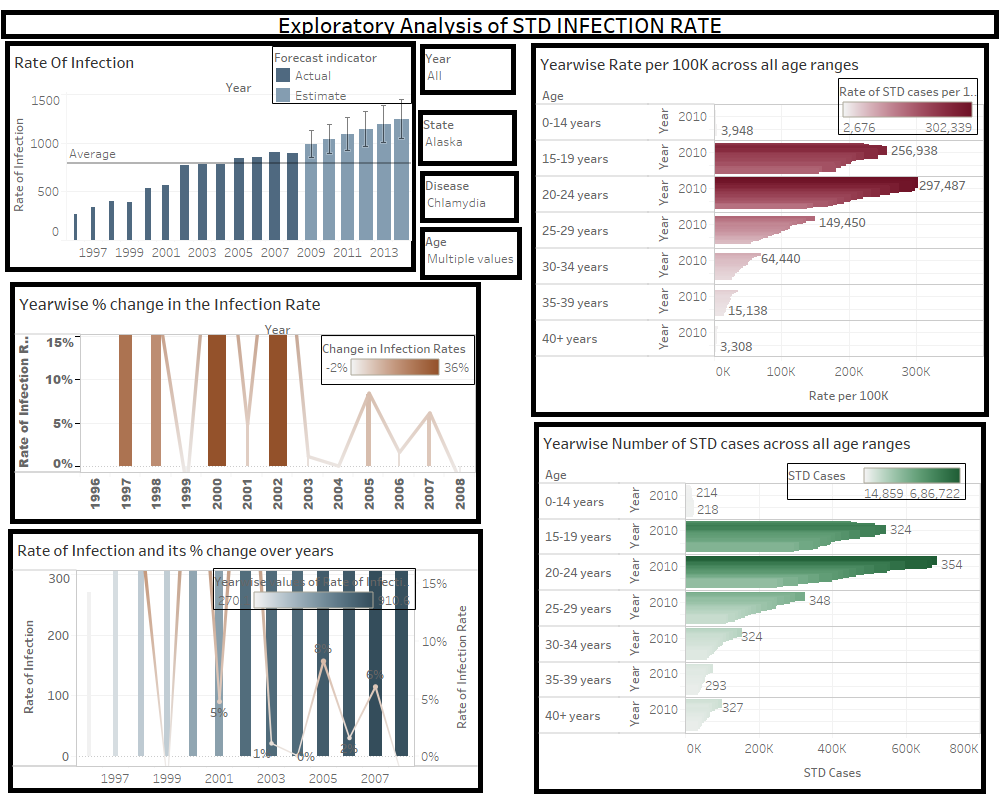 Exploratory Analysis of STD INFECTION RATE
Rate Of Infection
Forecast indicator
Actual
Estimate
Year
Rate of Infection
1500
1000
500
0
Average
1997 1999 2001 2003 2005 2007 2009 2011 2013
Year
All
State
Alaska
Disease
Chlamydia
Age
Multiple values
Yearwise % change in the Infection Rate
Year
Change in Infection Rates
-2% 36%
Rate of Infection R..
15%
10%
5%
0%
1996 1997 1998 1999 2000 2001 2002 2003 2004 2005 2006 2007 2008
Rate of Infection and its % change over years
Yearwise values of Rate of Infecti..
270
Rate of Infection
300
200
100
0
15%
10%
5%
0%
Rate of Infection Rate
5%
1%
0%
8%
2%
6%
1997 1999 2001 2003 2005 2007
Yearwise Rate per 100K across all age ranges
Age
Rate of STD cases per 1..
2,676 302,339
0-14 years Year 2010 3,948
15-19 years Year 2010 256,938
20-24 years Year 2010 297,487
25-29 years Year 2010 149,450
30-34 years Year 2010 64,440
35-39 years Year 2010 15,138
40+ years Year 2010 3,308
0K 100K 200K 300K
Rate per 100K
Yearwise Number of STD cases across all age ranges
Age
STD Cases
14,859 6,86,722
0-14 years Year 2010 214
218
15-19 years Year 2010 324
20-24 years Year 2010 354
25-29 years Year 2010 348
30-34 years Year 2010 324
35-39 years Year 2010 293
40+ years Year 2010 327
0K 200K 400K 600K 800K
STD Cases